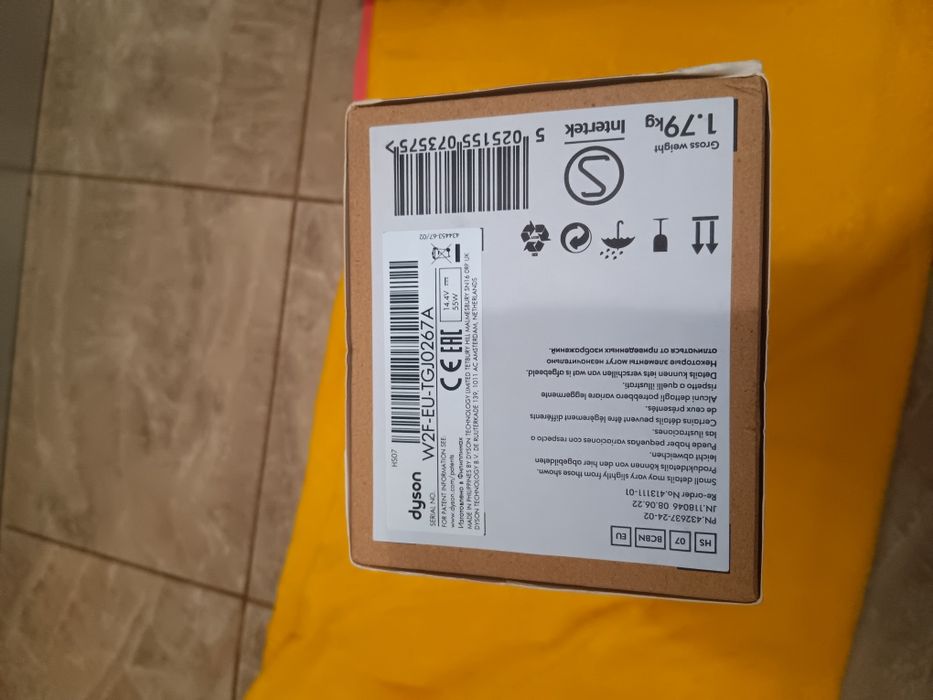 HS 07 BCBN EU
PN.432637-24-02
JN.118046 08.06.22
Re-order No.413111-01
Small details may vary slightly from those shown.
Produktdetails können von den hier abgebildeten
leicht abweichen.
Puede haber pequeñas variaciones con respecto a
las ilustraciones.
Certains détails peuvent être légèrement différents
de ceux présentés.
Alcuni dettagli potrebbero variare leggermente
rispetto a quelli illustrati.
Details kunnen iets verschillen van wat is afgebeeld.
Некоторые элементы могут незначительно
отличаться от приведенных изображений.
Gross weight
1.79kg
S
Intertek
5 025155 073575 >
HS07
dyson
SERIAL NO.
W2F-EU-TGJ0267A
FOR PATENT INFORMATION SEE:
www.dyson.com/patents
Изготовлено в Филиппинах
MADE IN PHILIPPINES BY DYSON TECHNOLOGY LIMITED TETBURY HILL MALMESBURY SN16 0RP UK
DYSON TECHNOLOGY B.V. DE RUIJTERKADE 139, 1011 AC AMSTERDAM, NETHERLANDS
CE EAC
14.4V
55W
434453-67/02